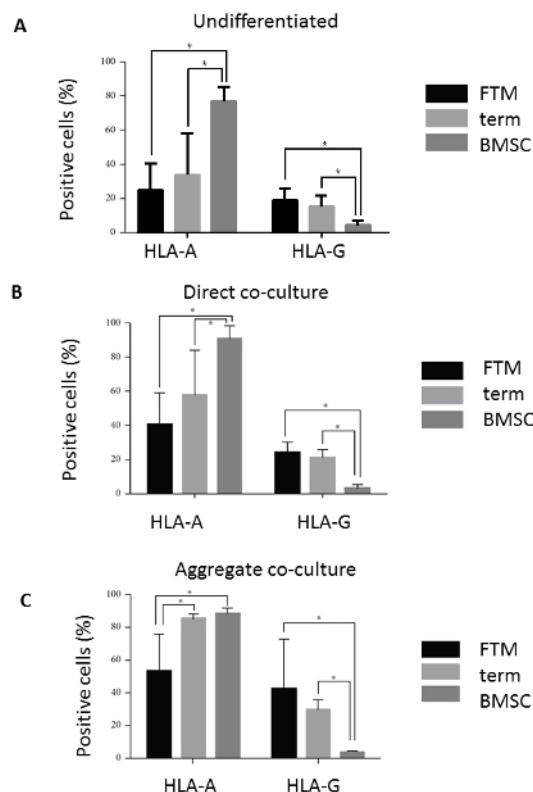 A
Undifferentiated
Positive cells (%)
100
80
60
40
20
0
*
*
*
*
HLA-A
HLA-G
FTM
term
BMSC
B
Direct co-culture
Positive cells (%)
100
80
60
40
20
0
*
*
*
*
HLA-A
HLA-G
FTM
term
BMSC
C
Aggregate co-culture
Positive cells (%)
100
80
60
40
20
0
*
*
*
*
HLA-A
HLA-G
FTM
term
BMSC